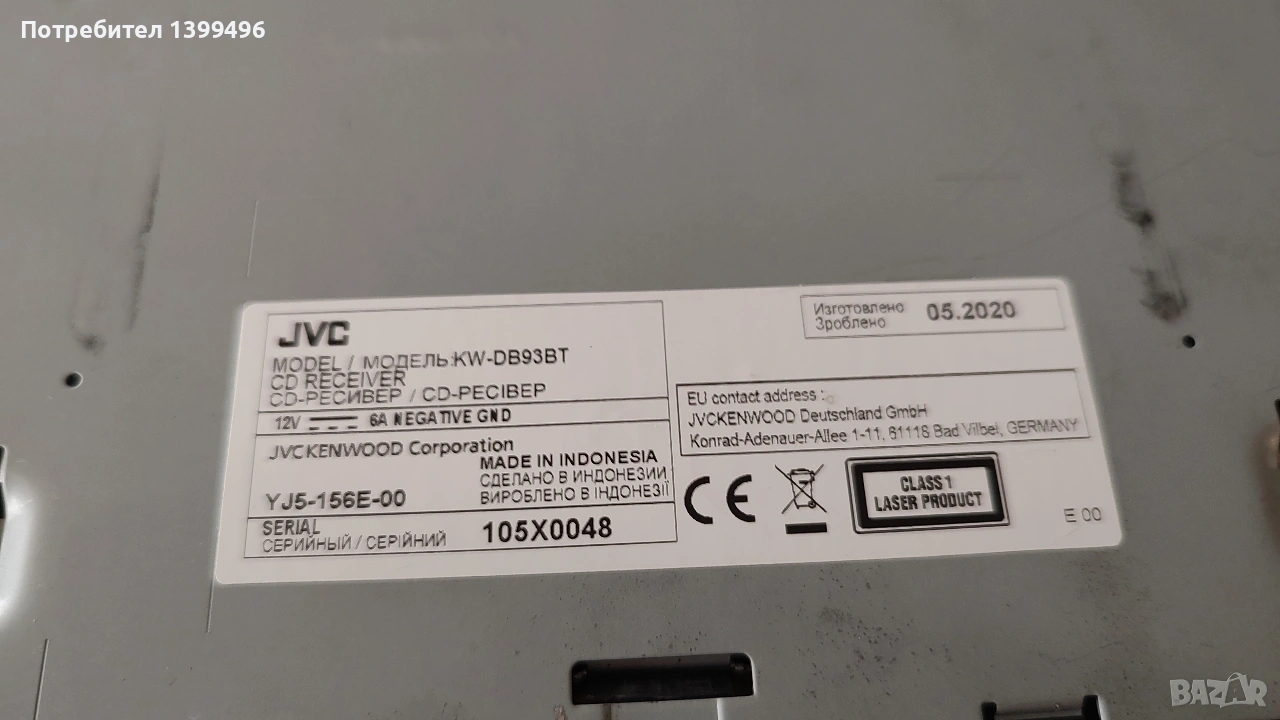 Потребител 1399496
JVC
MODEL / МОДЕЛЬ:KW-DB93BT
CD RECEIVER
CD-РЕСИВЕР / CD-РЕСІВЕР
12V 6A NEGATIVE GND
JVCKENWOOD Corporation
MADE IN INDONESIA
СДЕЛАНО В ИНДОНЕЗИИ
ВИРОБЛЕНО В ІНДОНЕЗІЇ
YJ5-156E-00
SERIAL
СЕРИЙНЫЙ / СЕРІЙНИЙ
105X0048
Изготовлено
Зроблено
05.2020
EU contact address :
JVCKENWOOD Deutschland GmbH
Konrad-Adenauer-Allee 1-11, 61118 Bad Vilbel, GERMANY
CE
CLASS 1
LASER PRODUCT
E 00
BAZAR